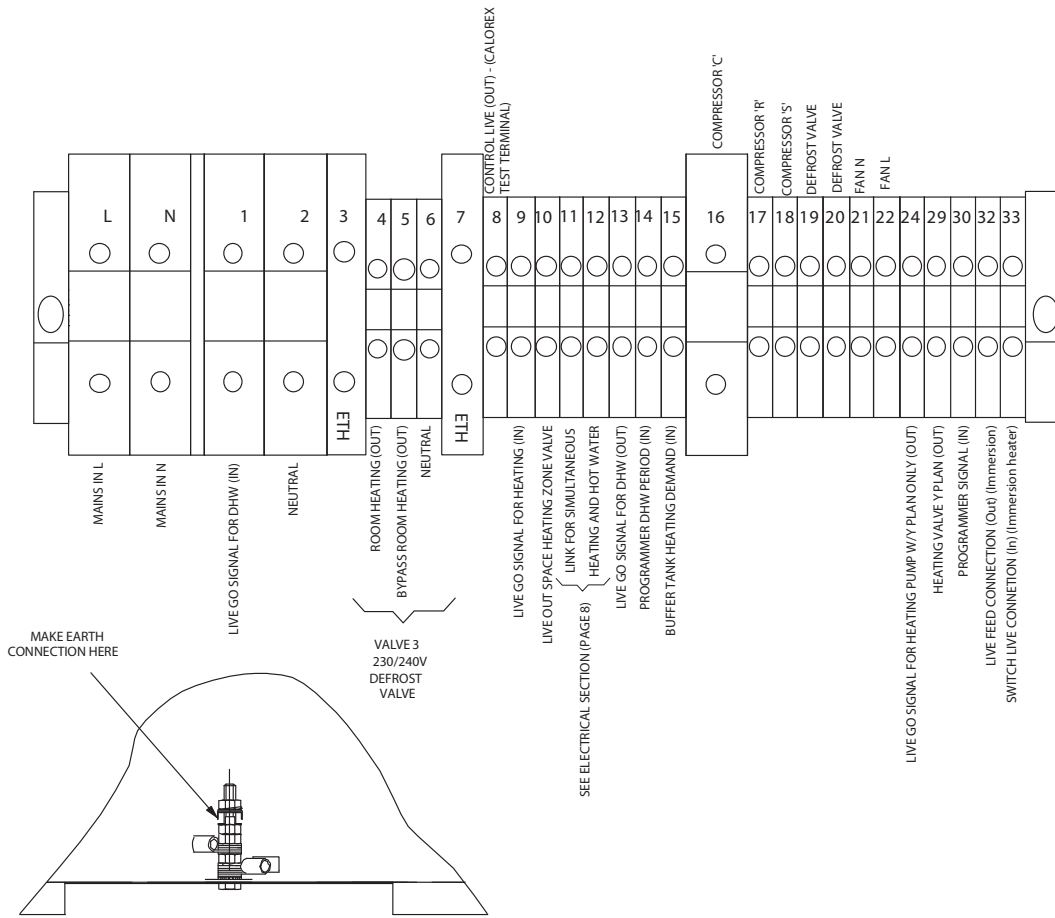 CONTROL LIVE (OUT) - (CALOREX
TEST TERMINAL)
COMPRESSOR 'C'
COMPRESSOR 'R'
COMPRESSOR 'S'
DEFROST VALVE
DEFROST VALVE
FAN N
FAN L
L
N
1
2
3
4
5
6
7
8
9
10
11
12
13
14
15
16
17
18
19
20
21
22
24
29
30
32
33
ETH
ETH
MAINS IN L
MAINS IN N
LIVE GO SIGNAL FOR DHW (IN)
NEUTRAL
ROOM HEATING (OUT)
BYPASS ROOM HEATING (OUT)
NEUTRAL
VALVE 3
230/240V
DEFROST
VALVE
LIVE GO SIGNAL FOR HEATING (IN)
LIVE OUT SPACE HEATING ZONE VALVE
LINK FOR SIMULTANEOUS
HEATING AND HOT WATER
SEE ELECTRICAL SECTION (PAGE 8)
LIVE GO SIGNAL FOR DHW (OUT)
PROGRAMMER DHW PERIOD (IN)
BUFFER TANK HEATING DEMAND (IN)
LIVE GO SIGNAL FOR HEATING PUMP W/Y PLAN ONLY (OUT)
HEATING VALVE Y PLAN (OUT)
PROGRAMMER SIGNAL (IN)
LIVE FEED CONNECTION (Out) (Immersion)
SWITCH LIVE CONNETION (In) (Immersion heater)
MAKE EARTH
CONNECTION HERE